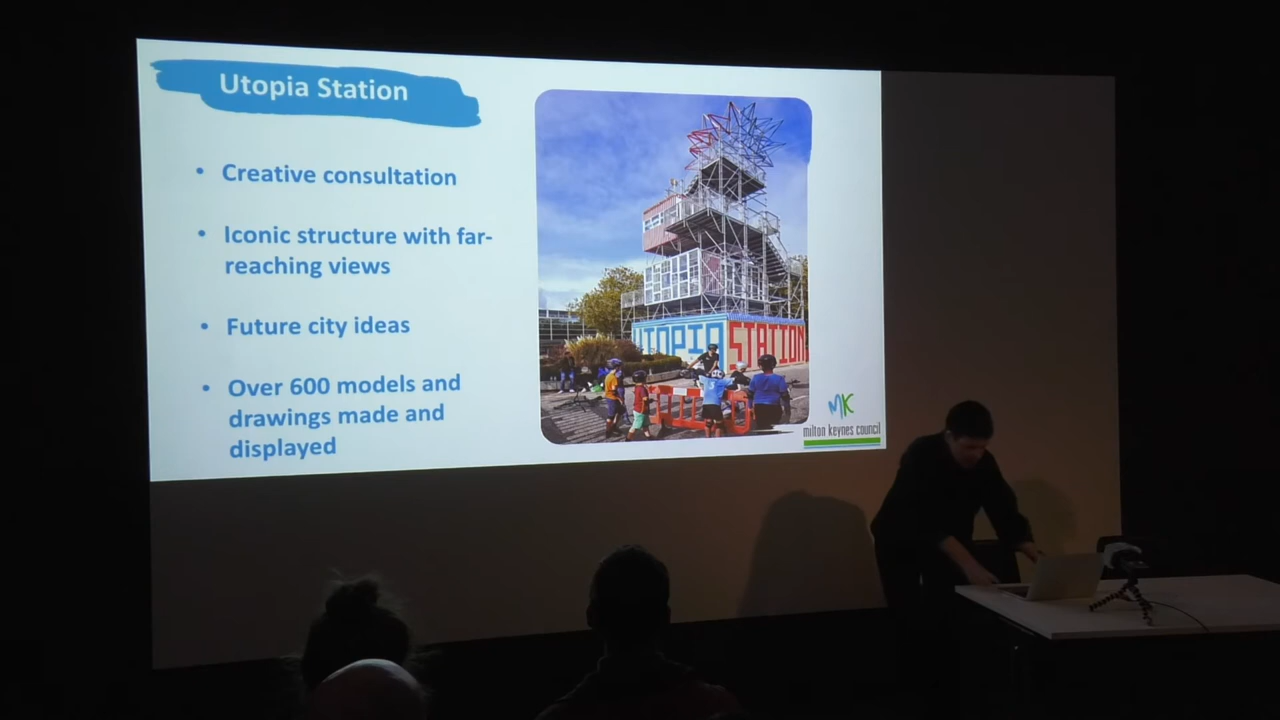 Utopia Station
• Creative consultation
• Iconic structure with far-
reaching views
• Future city ideas
• Over 600 models and
drawings made and
displayed
UTOPIA STATION
MK
milton keynes council